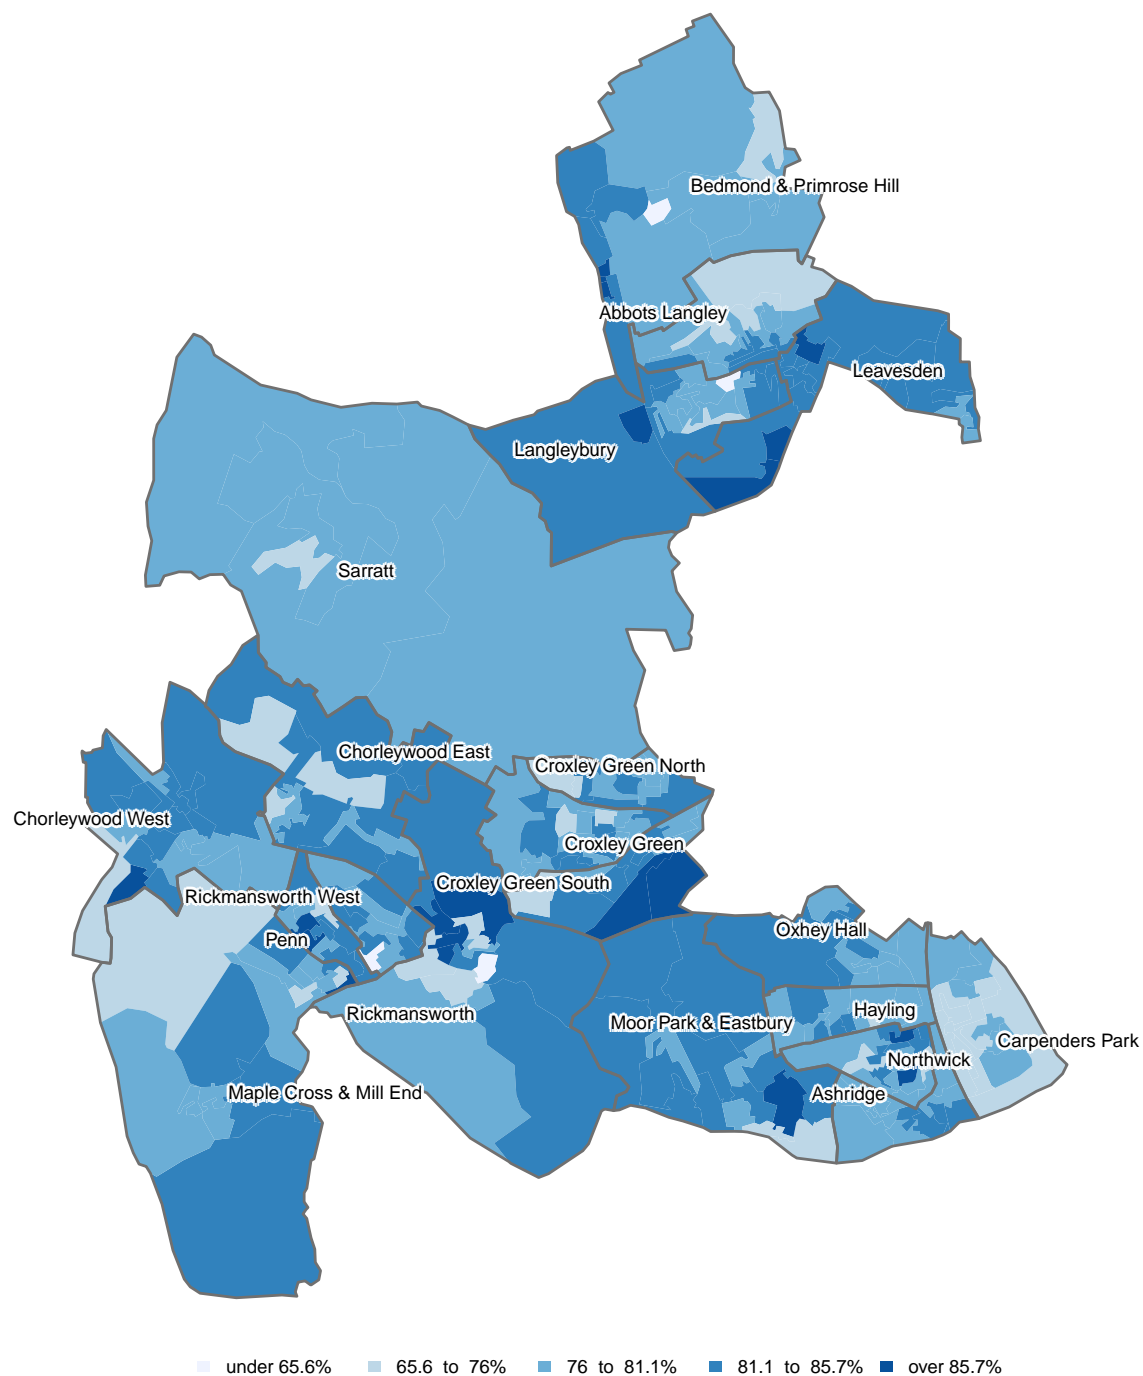 Bedmond & Primrose Hill
Abbots Langley
Leavesden
Langleybury
Sarratt
Chorleywood East
Croxley Green North
Chorleywood West
Croxley Green
Croxley Green South
Rickmansworth West
Penn
Oxhey Hall
Rickmansworth
Moor Park & Eastbury
Hayling
Carpenders Park
Northwick
Maple Cross & Mill End
Ashridge
under 65.6% 65.6 to 76% 76 to 81.1% 81.1 to 85.7% over 85.7%